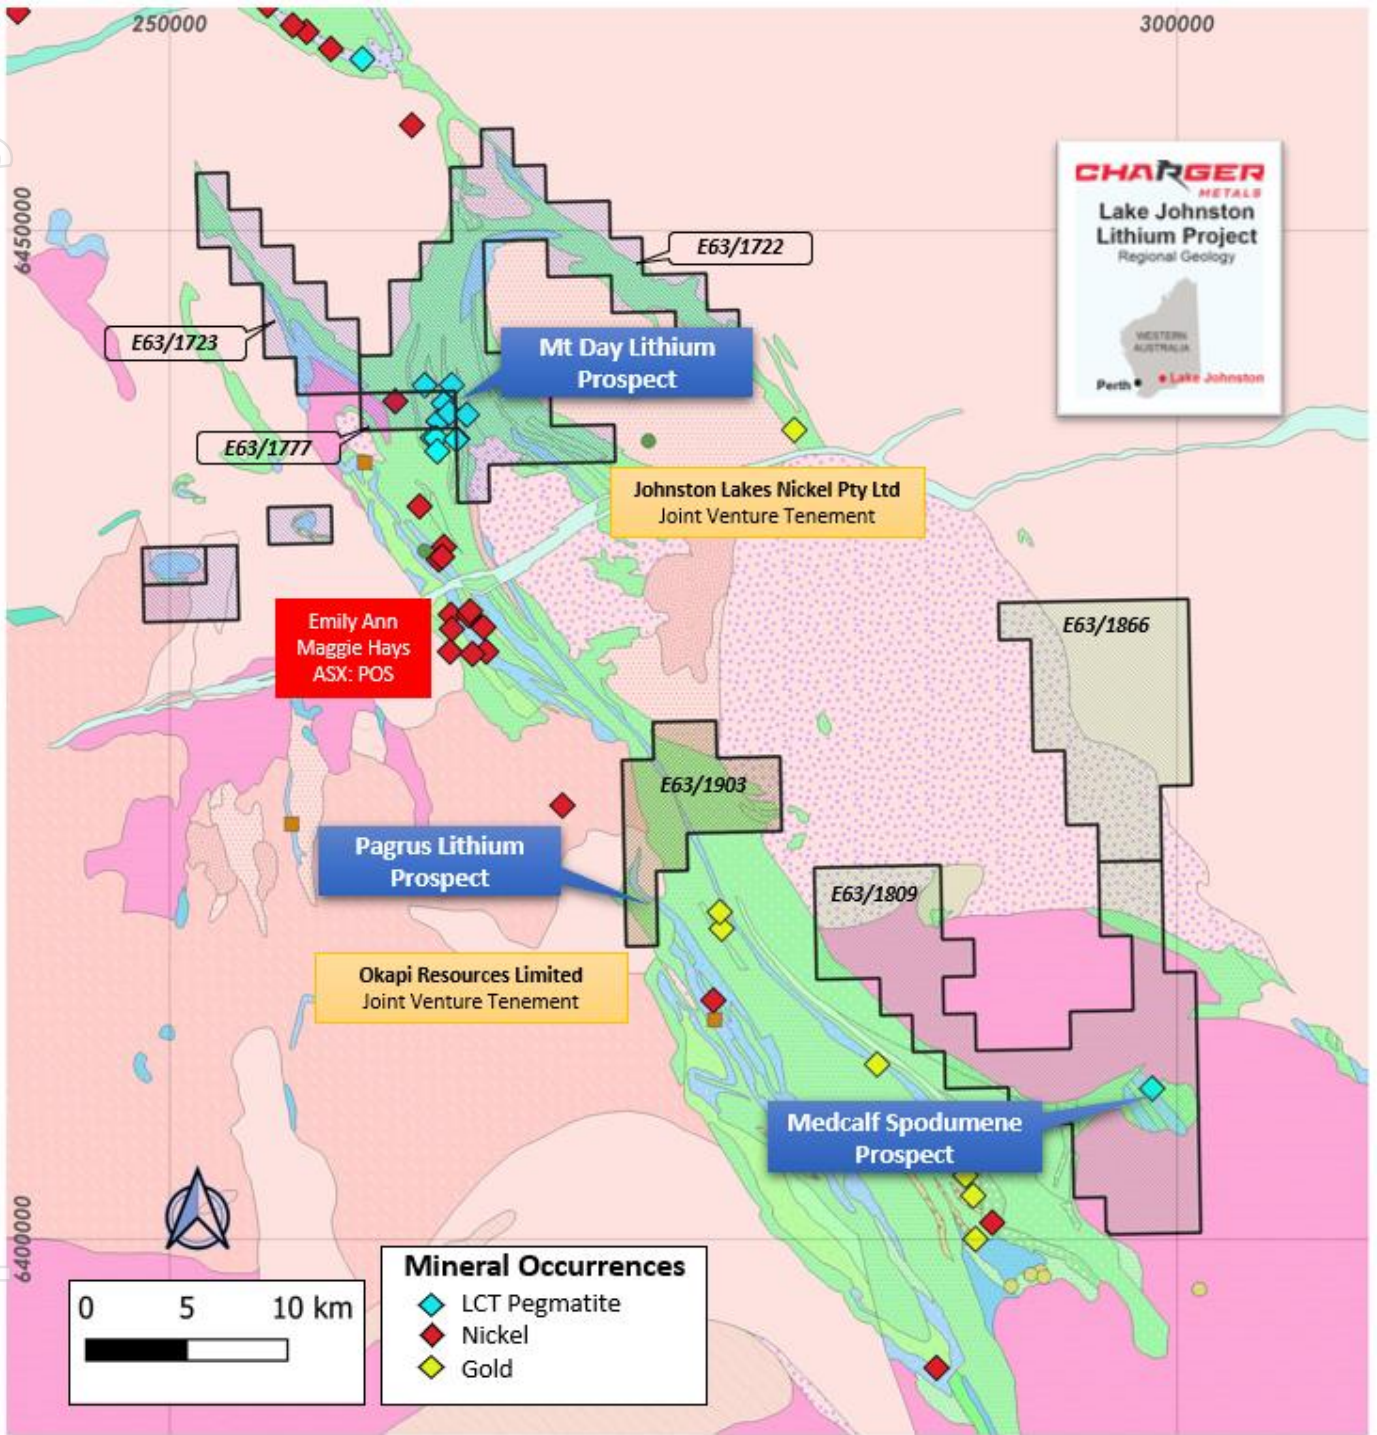 250000
300000
6450000
CHARGER
METALS
Lake Johnston
Lithium Project
Regional Geology
WESTERN
AUSTRALIA
Perth
Lake Johnston
E63/1722
E63/1723
Mt Day Lithium
Prospect
E63/1777
Johnston Lakes Nickel Pty Ltd
Joint Venture Tenement
Emily Ann
Maggie Hays
ASX: POS
E63/1866
E63/1903
Pagrus Lithium
Prospect
E63/1809
Okapi Resources Limited
Joint Venture Tenement
Medcalf Spodumene
Prospect
6400000
0 5 10 km
Mineral Occurrences
LCT Pegmatite
Nickel
Gold